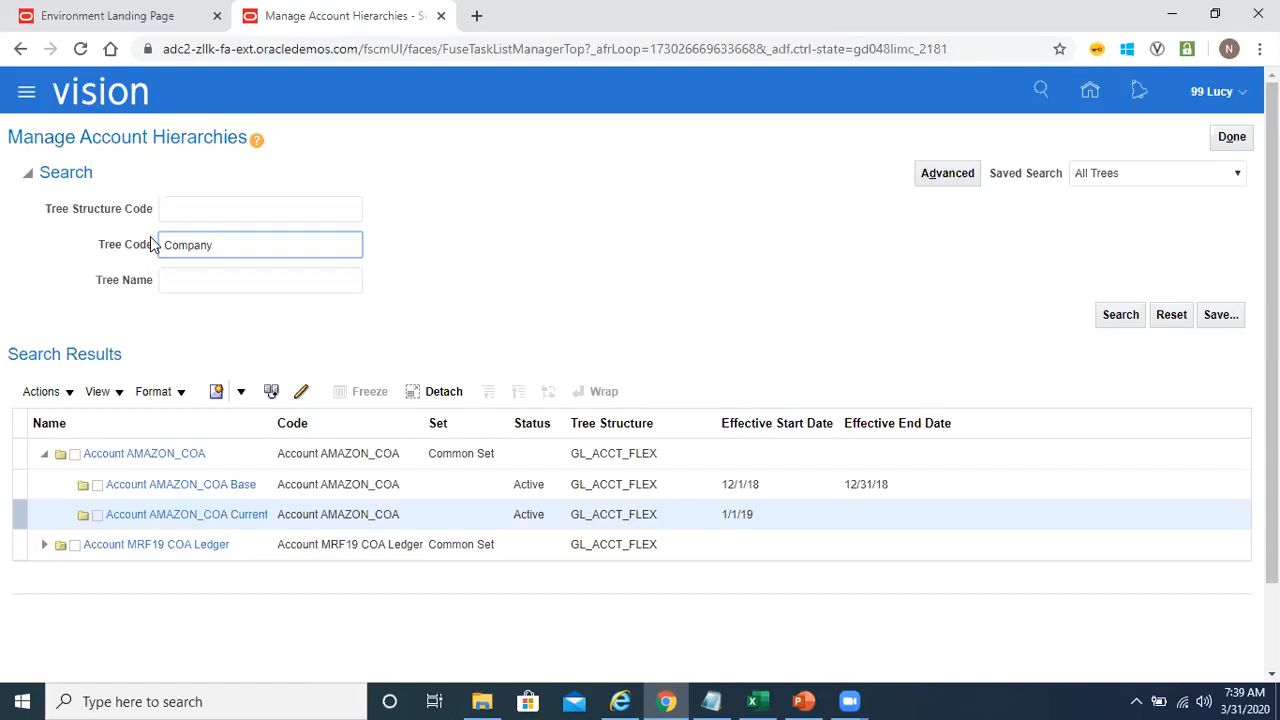 Environment Landing Page
Manage Account Hierarchies - Se
adc2-zllk-fa-ext.oracledemos.com/fscmUI/faces/FuseTaskListManagerTop?_afrLoop=173026669633668&_adf.ctrl-state=gd048limc_2181
N
vision
99 Lucy
Manage Account Hierarchies
Done
Search
Advanced Saved Search All Trees
Tree Structure Code
Tree Code Company
Tree Name
Search Reset Save...
Search Results
Actions View Format Freeze Detach Wrap
Name Code Set Status Tree Structure Effective Start Date Effective End Date
Account AMAZON_COA Account AMAZON_COA Common Set GL_ACCT_FLEX
Account AMAZON_COA Base Account AMAZON_COA Active GL_ACCT_FLEX 12/1/18 12/31/18
Account AMAZON_COA Current Account AMAZON_COA Active GL_ACCT_FLEX 1/1/19
Account MRF19 COA Ledger Account MRF19 COA Ledger Common Set GL_ACCT_FLEX
Type here to search
7:39 AM
3/31/2020